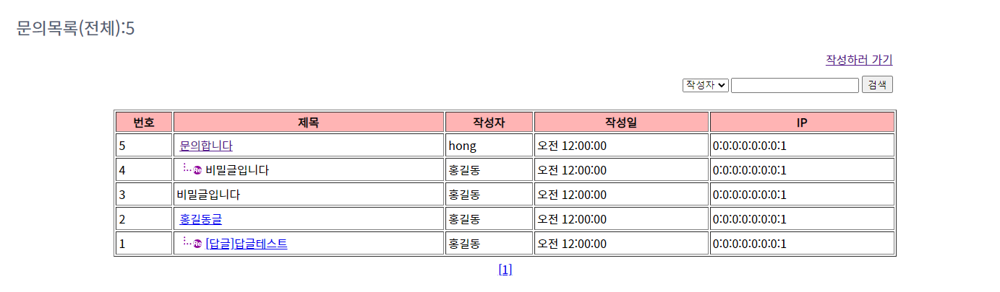 문의목록(전체):5
작성하러 가기
작성자 검색
번호 제목 작성자 작성일 IP
5 문의합니다 hong 오전 12:00:00 0:0:0:0:0:0:0:1
4 Re 비밀글입니다 홍길동 오전 12:00:00 0:0:0:0:0:0:0:1
3 비밀글입니다 홍길동 오전 12:00:00 0:0:0:0:0:0:0:1
2 홍길동글 홍길동 오전 12:00:00 0:0:0:0:0:0:0:1
1 Re [답글]답글테스트 홍길동 오전 12:00:00 0:0:0:0:0:0:0:1
[1]